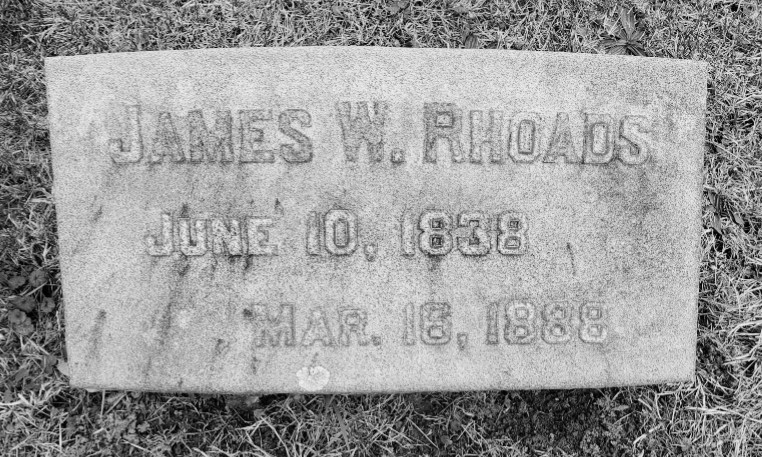 JAMES W. RHOADS
JUNE 10, 1838
MAR. 16, 1888